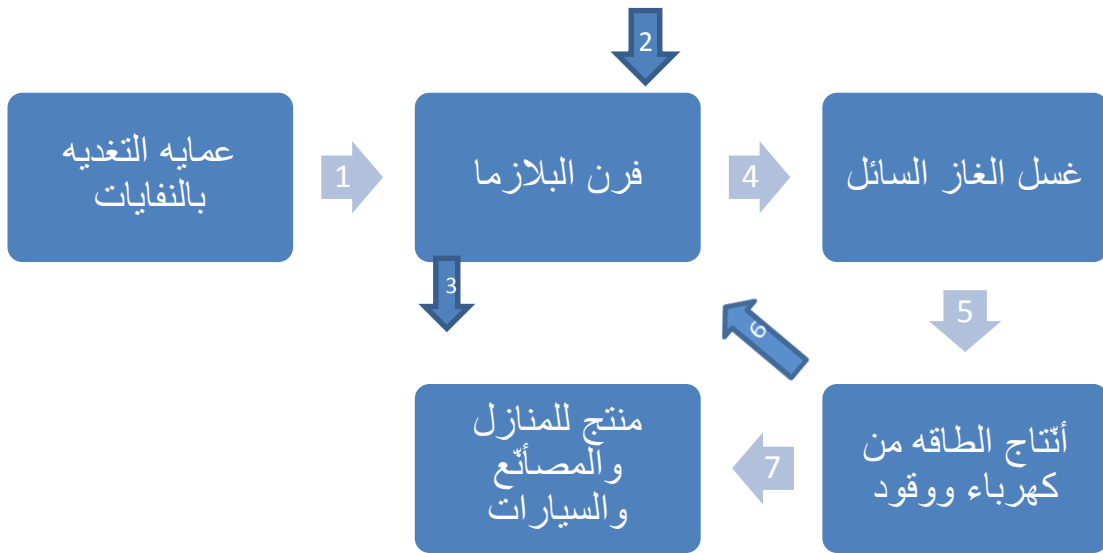 2
عمايه التغديه
بالنفايات
1
فرن البلازما
4
غسل الغاز السائل
3
5
6
أنّتاج الطاقه من
كهرباء ووقود
7
منتج للمنازل
والمصأنّع
والسيارات